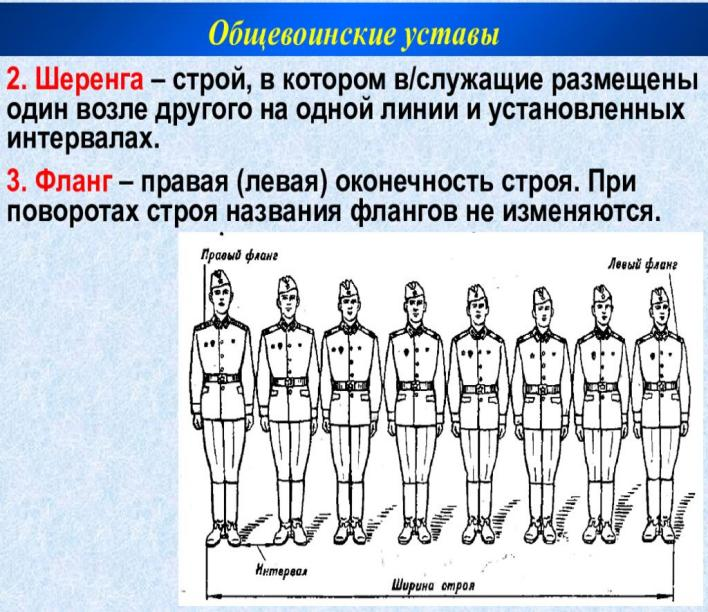 Общевоинские уставы
2. Шеренга – строй, в котором в/служащие размещены
один возле другого на одной линии и установленных
интервалах.
3. Фланг – правая (левая) оконечность строя. При
поворотах строя названия флангов не изменяются.
Правый фланг
Левый фланг
Интервал
Ширина строя